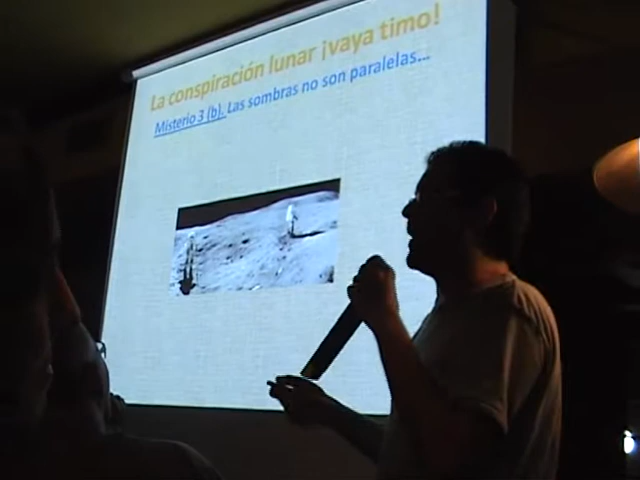 La conspiración lunar ¡vaya timo!
Misterio 3 (b). Las sombras no son paralelas...